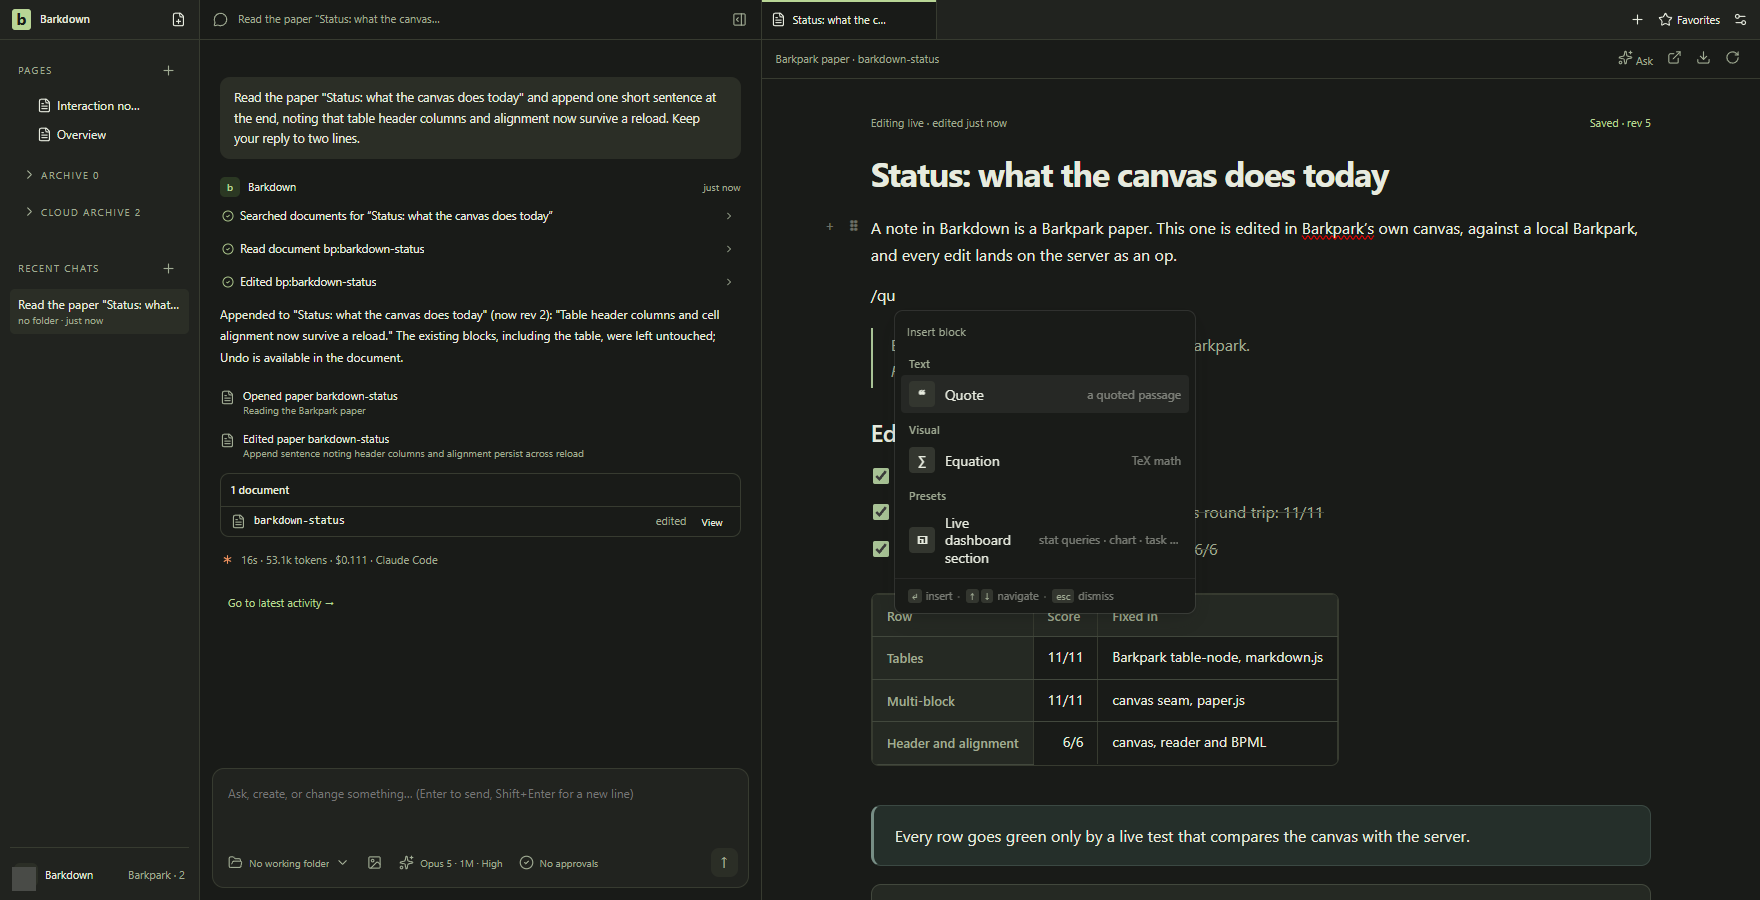 b Barkdown
PAGES
Interaction no...
Overview
ARCHIVE 0
CLOUD ARCHIVE 2
RECENT CHATS
Read the paper "Status: what...
no folder · just now
Barkdown
Barkpark · 2
Read the paper "Status: what the canvas...
Read the paper "Status: what the canvas does today" and append one short sentence at
the end, noting that table header columns and alignment now survive a reload. Keep
your reply to two lines.
b Barkdown
just now
Searched documents for “Status: what the canvas does today”
Read document bp:barkdown-status
Edited bp:barkdown-status
Appended to "Status: what the canvas does today" (now rev 2): "Table header columns and cell
alignment now survive a reload." The existing blocks, including the table, were left untouched;
Undo is available in the document.
Opened paper barkdown-status
Reading the Barkpark paper
Edited paper barkdown-status
Append sentence noting header columns and alignment persist across reload
1 document
barkdown-status
edited
View
16s · 53.1k tokens · $0.111 · Claude Code
Go to latest activity →
Ask, create, or change something... (Enter to send, Shift+Enter for a new line)
No working folder
Opus 5 · 1M · High
No approvals
Status: what the c...
Favorites
Barkpark paper · barkdown-status
Ask
Editing live · edited just now
Saved · rev 5
Status: what the canvas does today
A note in Barkdown is a Barkpark paper. This one is edited in Barkpark’s own canvas, against a local Barkpark,
and every edit lands on the server as an op.
/qu
Insert block
arkpark.
Text
Quote
a quoted passage
Ed
Visual
Equation
TeX math
Presets
Live
dashboard
section
stat queries · chart · task ...
s round trip: 11/11
6/6
insert · ↑ ↓ navigate · esc dismiss
Row Score Fixed in
Tables 11/11 Barkpark table-node, markdown.js
Multi-block 11/11 canvas seam, paper.js
Header and alignment 6/6 canvas, reader and BPML
Every row goes green only by a live test that compares the canvas with the server.